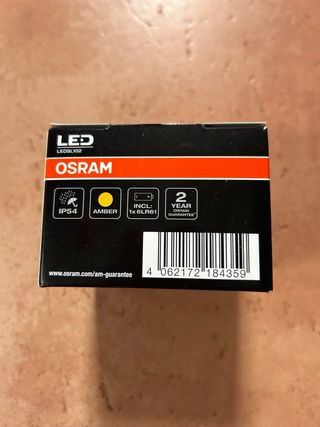 LED
LEDSL102
OSRAM
IP54
AMBER
INCL:
1x 6LR61
2
YEAR
OSRAM
GUARANTEE*
www.osram.com/am-guarantee
4 062172 184359